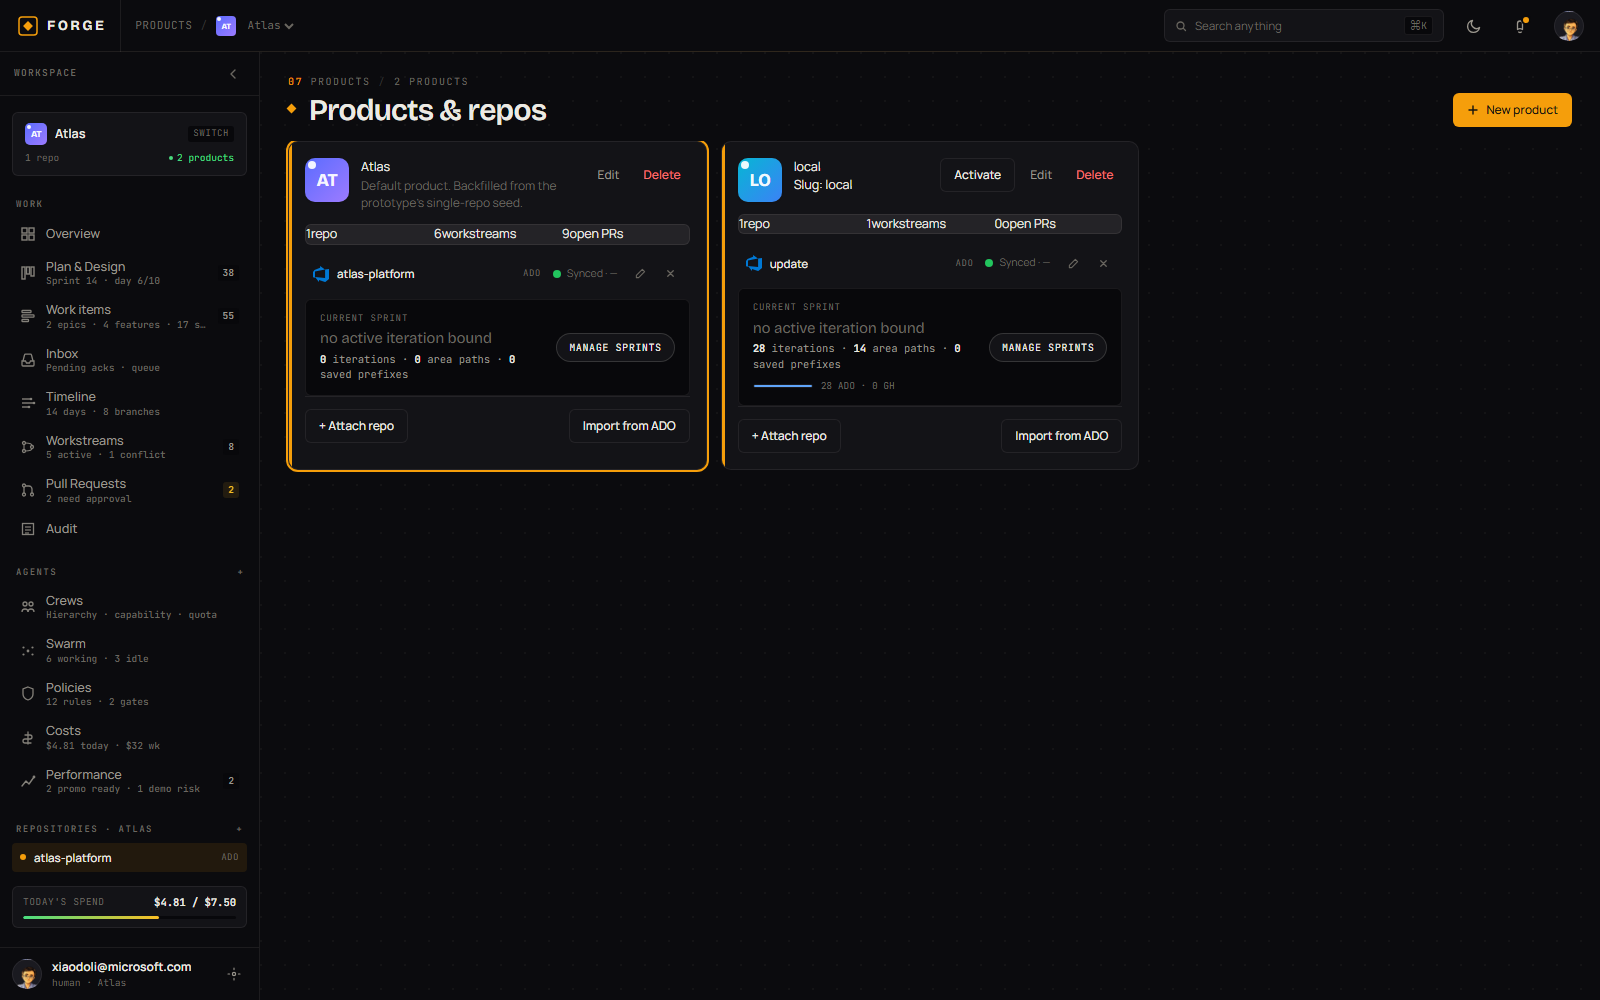 FORGE
PRODUCTS / AT Atlas
Search anything ⌘K
WORKSPACE
AT Atlas SWITCH
1 repo 2 products
WORK
Overview
Plan & Design 38
Sprint 14 · day 6/10
Work items 55
2 epics · 4 features · 17 s…
Inbox
Pending acks · queue
Timeline
14 days · 8 branches
Workstreams 8
5 active · 1 conflict
Pull Requests 2
2 need approval
Audit
AGENTS +
Crews
Hierarchy · capability · quota
Swarm
6 working · 3 idle
Policies
12 rules · 2 gates
Costs
$4.81 today · $32 wk
Performance 2
2 promo ready · 1 demo risk
REPOSITORIES · ATLAS +
atlas-platform ADO
TODAY'S SPEND $4.81 / $7.50
xiaodoli@microsoft.com
human · Atlas
07 PRODUCTS / 2 PRODUCTS
Products & repos
+ New product
AT
Atlas
Default product. Backfilled from the
prototype's single-repo seed.
Edit Delete
1repo 6workstreams 9open PRs
atlas-platform ADO Synced · —
CURRENT SPRINT
no active iteration bound
0 iterations · 0 area paths · 0
saved prefixes
MANAGE SPRINTS
+ Attach repo Import from ADO
LO
local
Slug: local
Activate Edit Delete
1repo 1workstreams 0open PRs
update ADO Synced · —
CURRENT SPRINT
no active iteration bound
28 iterations · 14 area paths · 0
saved prefixes
28 ADO · 0 GH
MANAGE SPRINTS
+ Attach repo Import from ADO